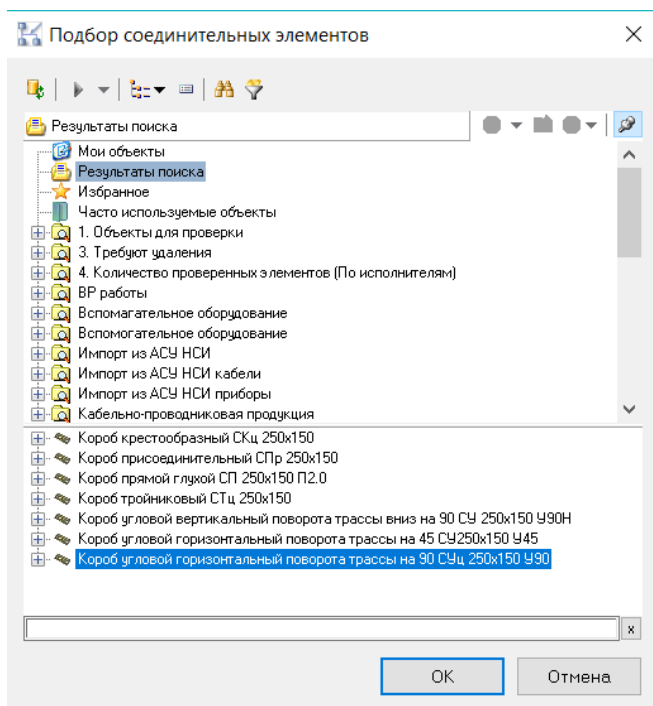 Подбор соединительных элементов
Результаты поиска
Мои объекты
Результаты поиска
Избранное
Часто используемые объекты
1. Объекты для проверки
3. Требуют удаления
4. Количество проверенных элементов (По исполнителям)
ВР работы
Вспомагательное оборудование
Вспомогательное оборудование
Импорт из АСУ НСИ
Импорт из АСУ НСИ кабели
Импорт из АСУ НСИ приборы
Кабельно-проводниковая продукция
Короб крестообразный СКц 250х150
Короб присоединительный СПр 250х150
Короб прямой глухой СП 250х150 П2.0
Короб тройниковый СТц 250х150
Короб угловой вертикальный поворота трассы вниз на 90 СУ 250х150 У90Н
Короб угловой горизонтальный поворота трассы на 45 СУ250х150 У45
Короб угловой горизонтальный поворота трассы на 90 СУц 250х150 У90
x
ОК
Отмена